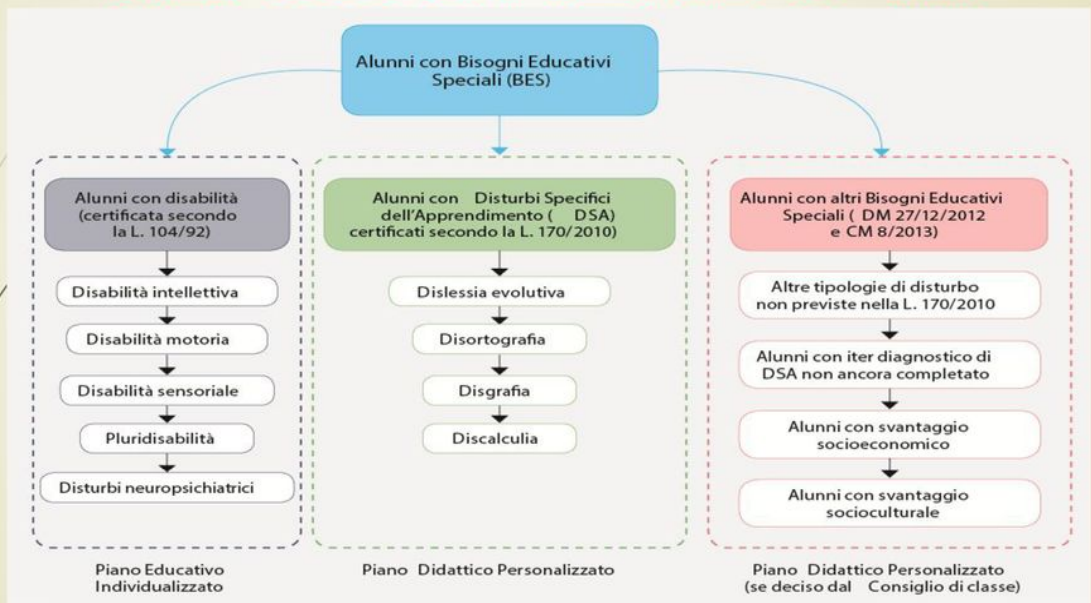 Alunni con Bisogni Educativi
Speciali (BES)
Alunni con disabilità
(certificata secondo
la L. 104/92)
Disabilità intellettiva
Disabilità motoria
Disabilità sensoriale
Pluridisabilità
Disturbi neuropsichiatrici
Piano Educativo
Individualizzato
Alunni con Disturbi Specifici
dell'Apprendimento ( DSA)
certificati secondo la L. 170/2010)
Dislessia evolutiva
Disortografia
Disgrafia
Discalculia
Piano Didattico Personalizzato
Alunni con altri Bisogni Educativi
Speciali ( DM 27/12/2012
e CM 8/2013)
Altre tipologie di disturbo
non previste nella L. 170/2010
Alunni con iter diagnostico di
DSA non ancora completato
Alunni con svantaggio
socioeconomico
Alunni con svantaggio
socioculturale
Piano Didattico Personalizzato
(se deciso dal Consiglio di classe)